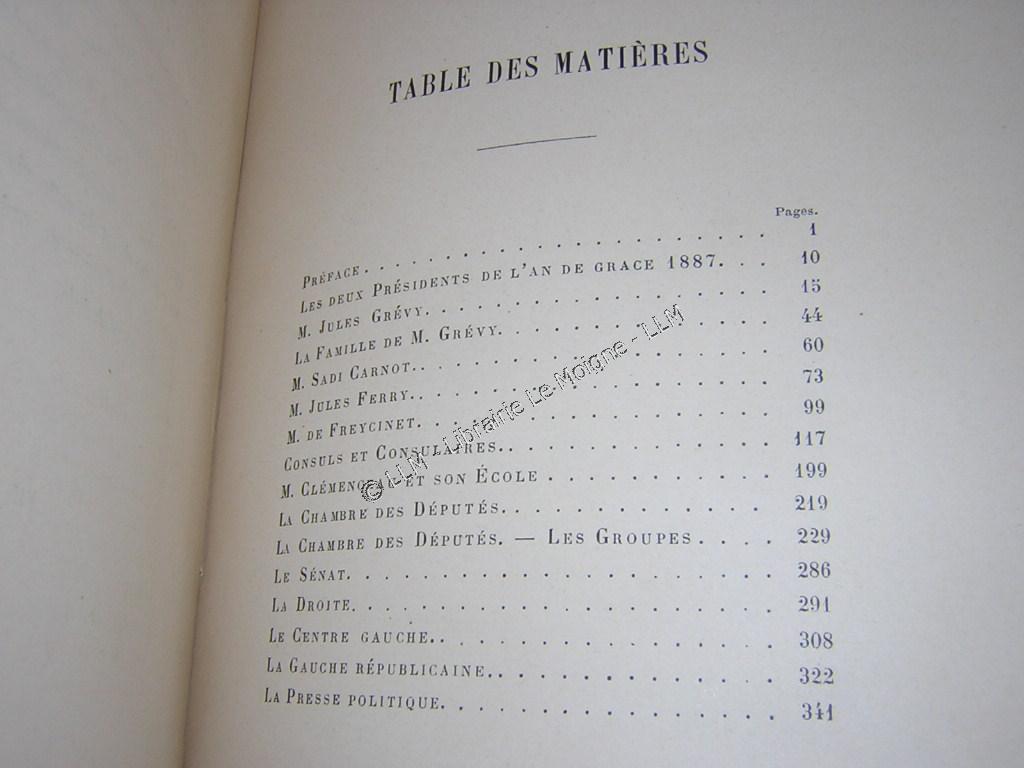 TABLE DES MATIÈRES
Pages.
PRÉFACE . . . . . . . . . . . . . . . . . . . . 1
LES DEUX PRÉSIDENTS DE L'AN DE GRACE 1887. . . 10
M. JULES GRÉVY. . . . . . . . . . . . . . . . . 15
LA FAMILLE DE M. GRÉVY. . . . . . . . . . . . . 44
M. SADI CARNOT. . . . . . . . . . . . . . . . . 60
M. JULES FERRY. . . . . . . . . . . . . . . . . 73
M. DE FREYCINET. . . . . . . . . . . . . . . . 99
CONSULS ET CONSULAIRES. . . . . . . . . . . . . 117
M. CLÉMENCEAU ET SON ÉCOLE . . . . . . . . . . . 199
LA CHAMBRE DES DÉPUTÉS. . . . . . . . . . . . . 219
LA CHAMBRE DES DÉPUTÉS. — LES GROUPES . . . . 229
LE SÉNAT. . . . . . . . . . . . . . . . . . . . 286
LA DROITE. . . . . . . . . . . . . . . . . . . 291
LE CENTRE GAUCHE. . . . . . . . . . . . . . . . 308
LA GAUCHE RÉPUBLICAINE. . . . . . . . . . . . . 322
LA PRESSE POLITIQUE. . . . . . . . . . . . . . 341
© LLM - Librairie Le Moigne - LLM